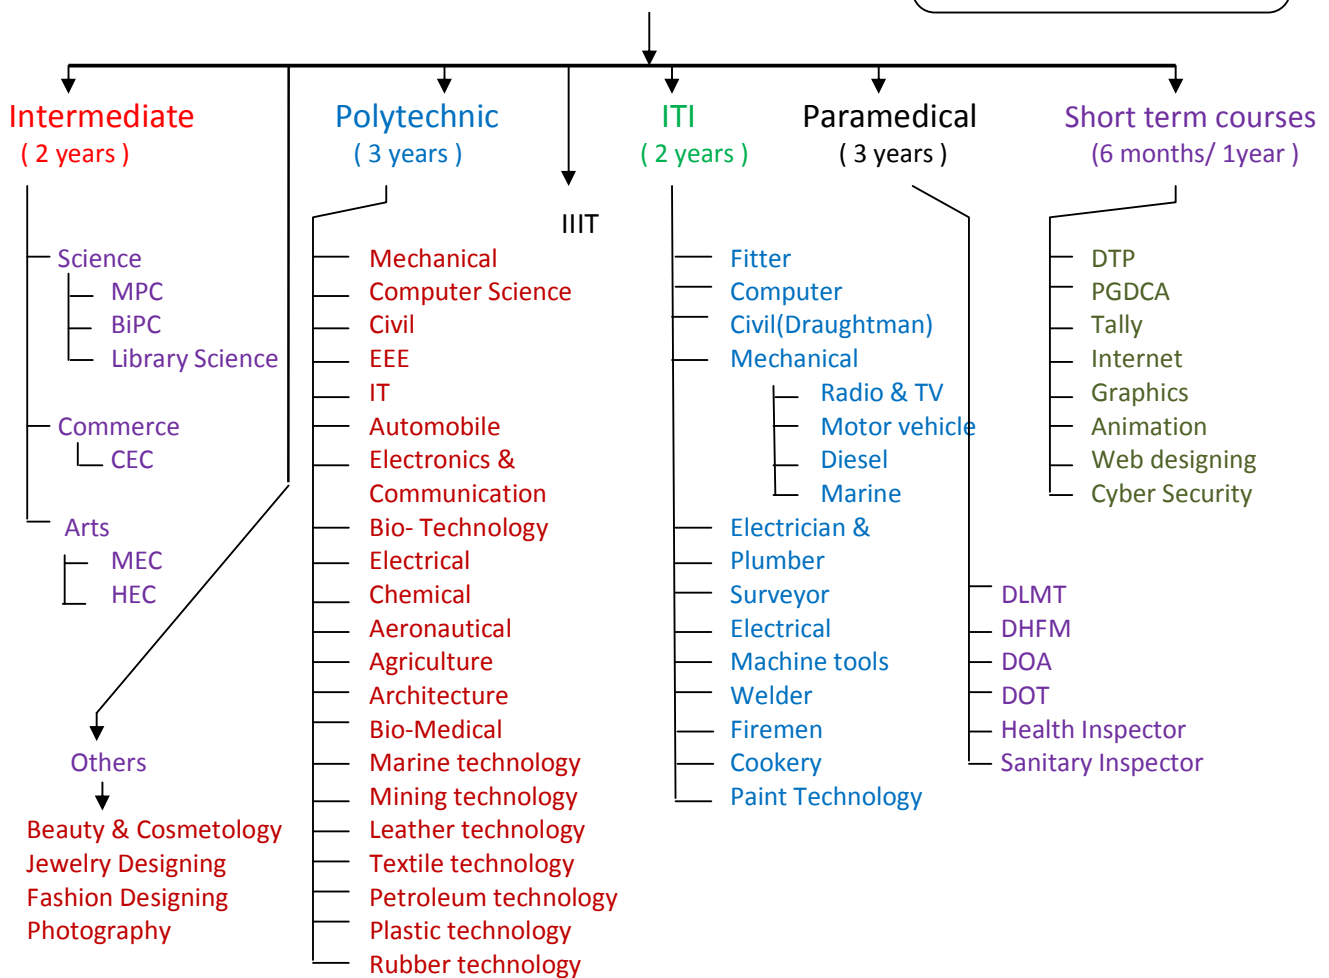 Intermediate
( 2 years )
Science
MPC
BiPC
Library Science
Commerce
CEC
Arts
MEC
HEC
Others
Beauty & Cosmetology
Jewelry Designing
Fashion Designing
Photography
Polytechnic
( 3 years )
Mechanical
Computer Science
Civil
EEE
IT
Automobile
Electronics &
Communication
Bio- Technology
Electrical
Chemical
Aeronautical
Agriculture
Architecture
Bio-Medical
Marine technology
Mining technology
Leather technology
Textile technology
Petroleum technology
Plastic technology
Rubber technology
IIIT
ITI
( 2 years )
Fitter
Computer
Civil(Draughtman)
Mechanical
Radio & TV
Motor vehicle
Diesel
Marine
Electrician &
Plumber
Surveyor
Electrical
Machine tools
Welder
Firemen
Cookery
Paint Technology
Paramedical
( 3 years )
DLMT
DHFM
DOA
DOT
Health Inspector
Sanitary Inspector
Short term courses
(6 months/ 1year )
DTP
PGDCA
Tally
Internet
Graphics
Animation
Web designing
Cyber Security